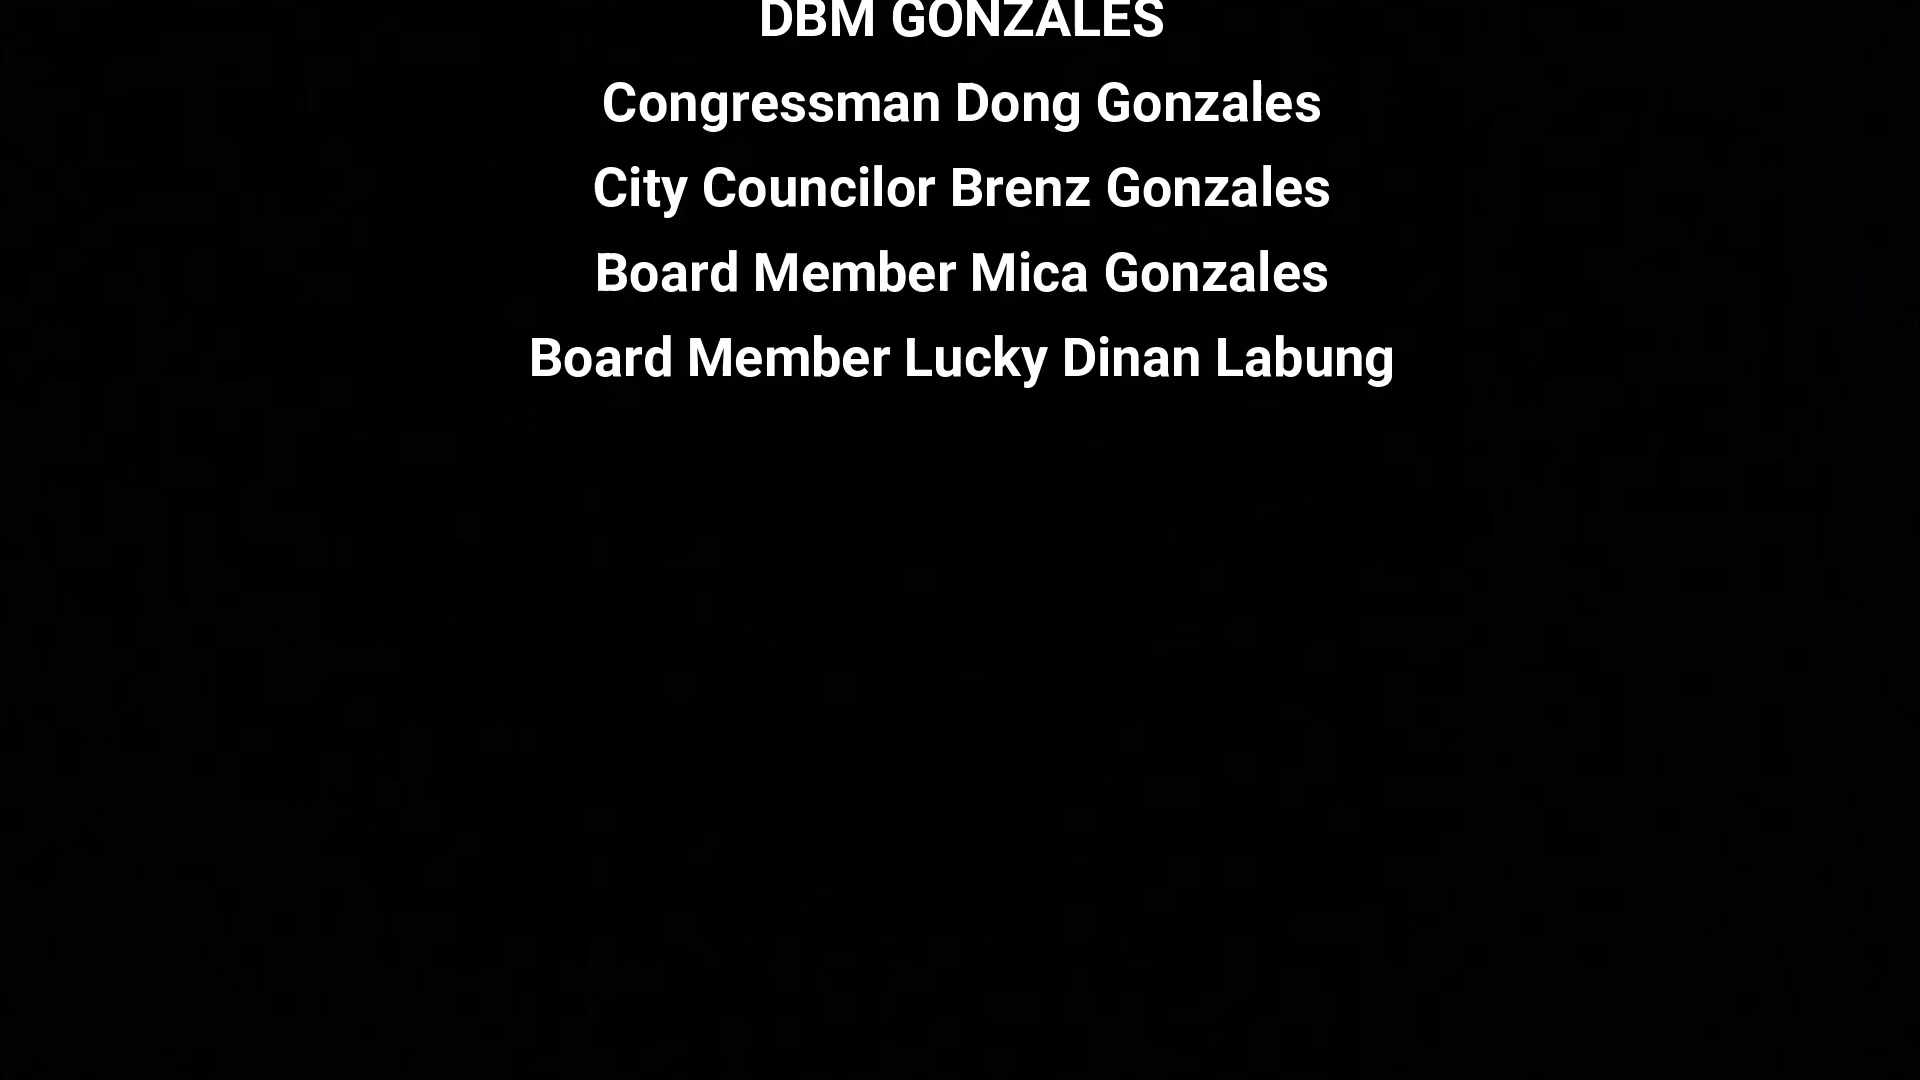 DBM GONZALES
Congressman Dong Gonzales
City Councilor Brenz Gonzales
Board Member Mica Gonzales
Board Member Lucky Dinan Labung